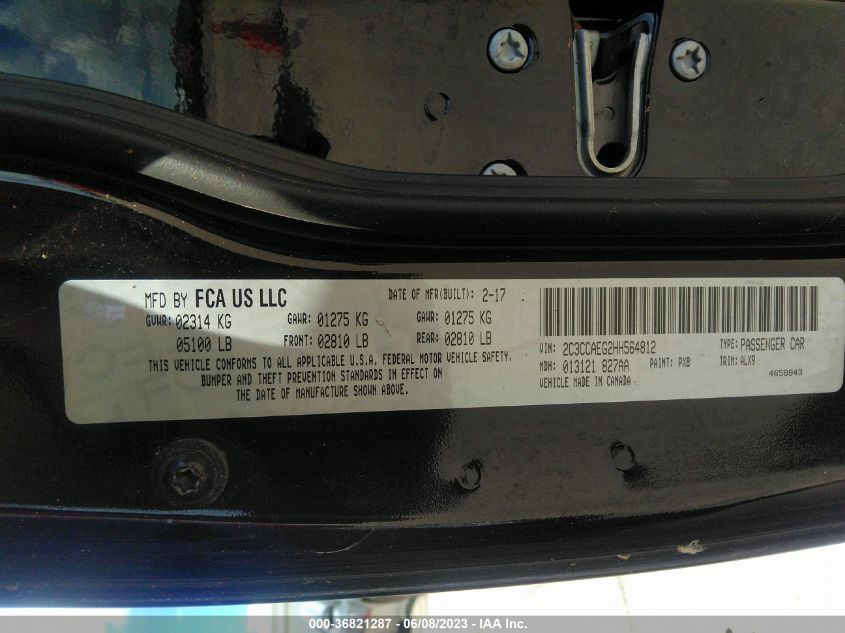 MFD BY FCA US LLC DATE OF MFR(BUILT): 2-17
GVWR: 02314 KG GAWR: 01275 KG GAWR: 01275 KG
05100 LB FRONT: 02810 LB REAR: 02810 LB
THIS VEHICLE CONFORMS TO ALL APPLICABLE U.S.A. FEDERAL MOTOR VEHICLE SAFETY,
BUMPER AND THEFT PREVENTION STANDARDS IN EFFECT ON
THE DATE OF MANUFACTURE SHOWN ABOVE.
VIN: 2C3CCAEG2HH564812 TYPE: PASSENGER CAR
MDH: 013121 827AA PAINT: PX8 TRIM: ALX9
VEHICLE MADE IN CANADA 4658843
000-36821287 - 06/08/2023 - IAA Inc.